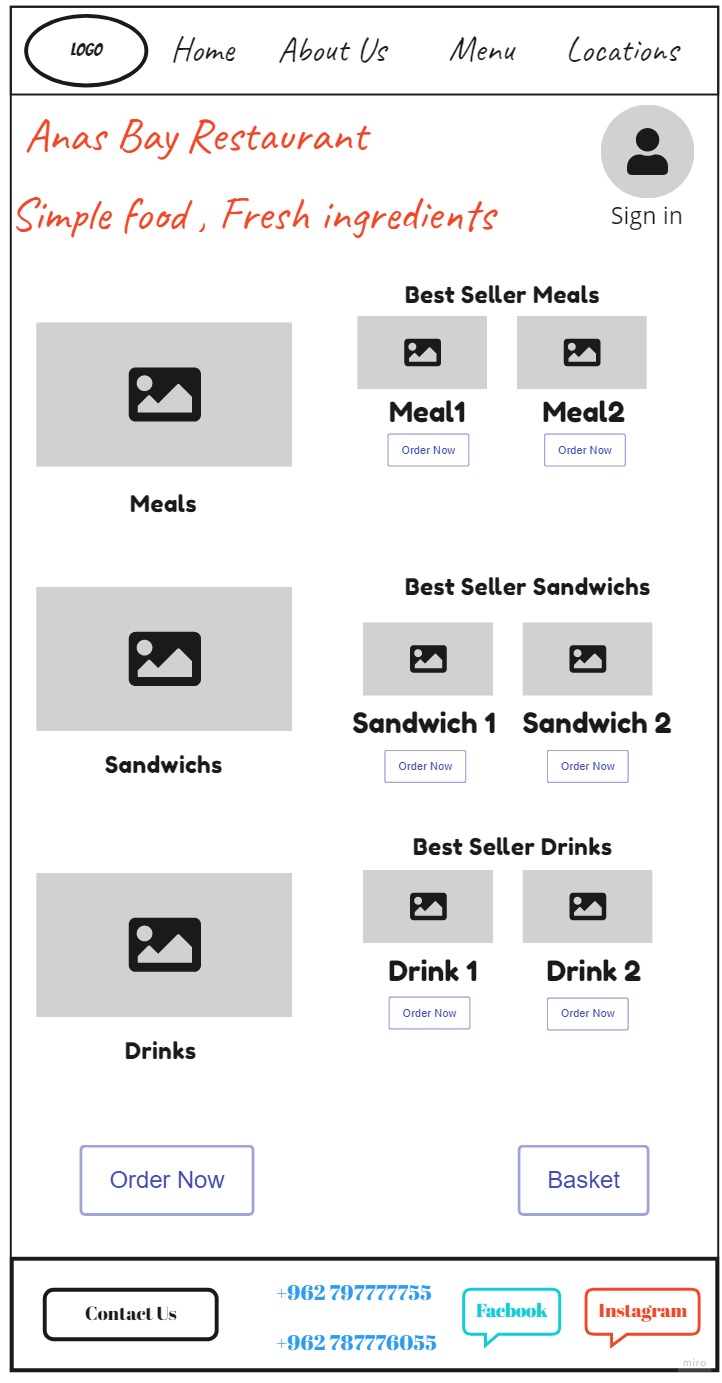 LOGO Home About Us Menu Locations
Anas Bay Restaurant
Simple food , Fresh ingredients
Sign in
Best Seller Meals
Meal1 Meal2
Order Now Order Now
Meals
Best Seller Sandwichs
Sandwich 1 Sandwich 2
Order Now Order Now
Sandwichs
Best Seller Drinks
Drink 1 Drink 2
Order Now Order Now
Drinks
Order Now Basket
Contact Us
+962 797777755
+962 787776055
Facbook
Instagram
miro